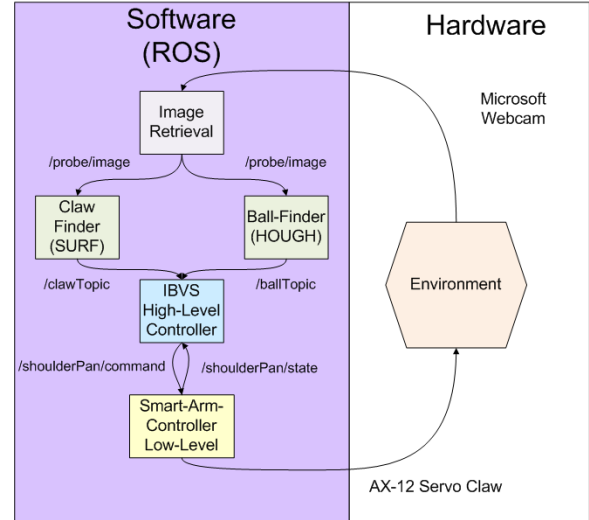 Software
(ROS)
Hardware
Image
Retrieval
Microsoft
Webcam
/probe/image
/probe/image
Claw
Finder
(SURF)
Ball-Finder
(HOUGH)
/clawTopic
/ballTopic
IBVS
High-Level
Controller
Environment
/shoulderPan/command
/shoulderPan/state
Smart-Arm-
Controller
Low-Level
AX-12 Servo Claw